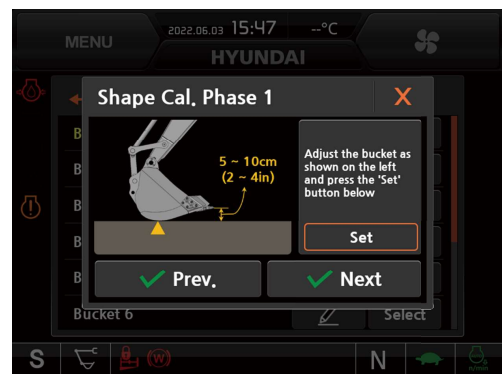 2022.06.03 15:47 --°C
MENU
HYUNDAI
Shape Cal. Phase 1 X
B
5 ~ 10cm
(2 ~ 4in)
Adjust the bucket as
shown on the left
and press the 'Set'
button below
B
B
B
Set
B
Prev.
Next
Bucket 6
Select
S
(W)
N
n/min